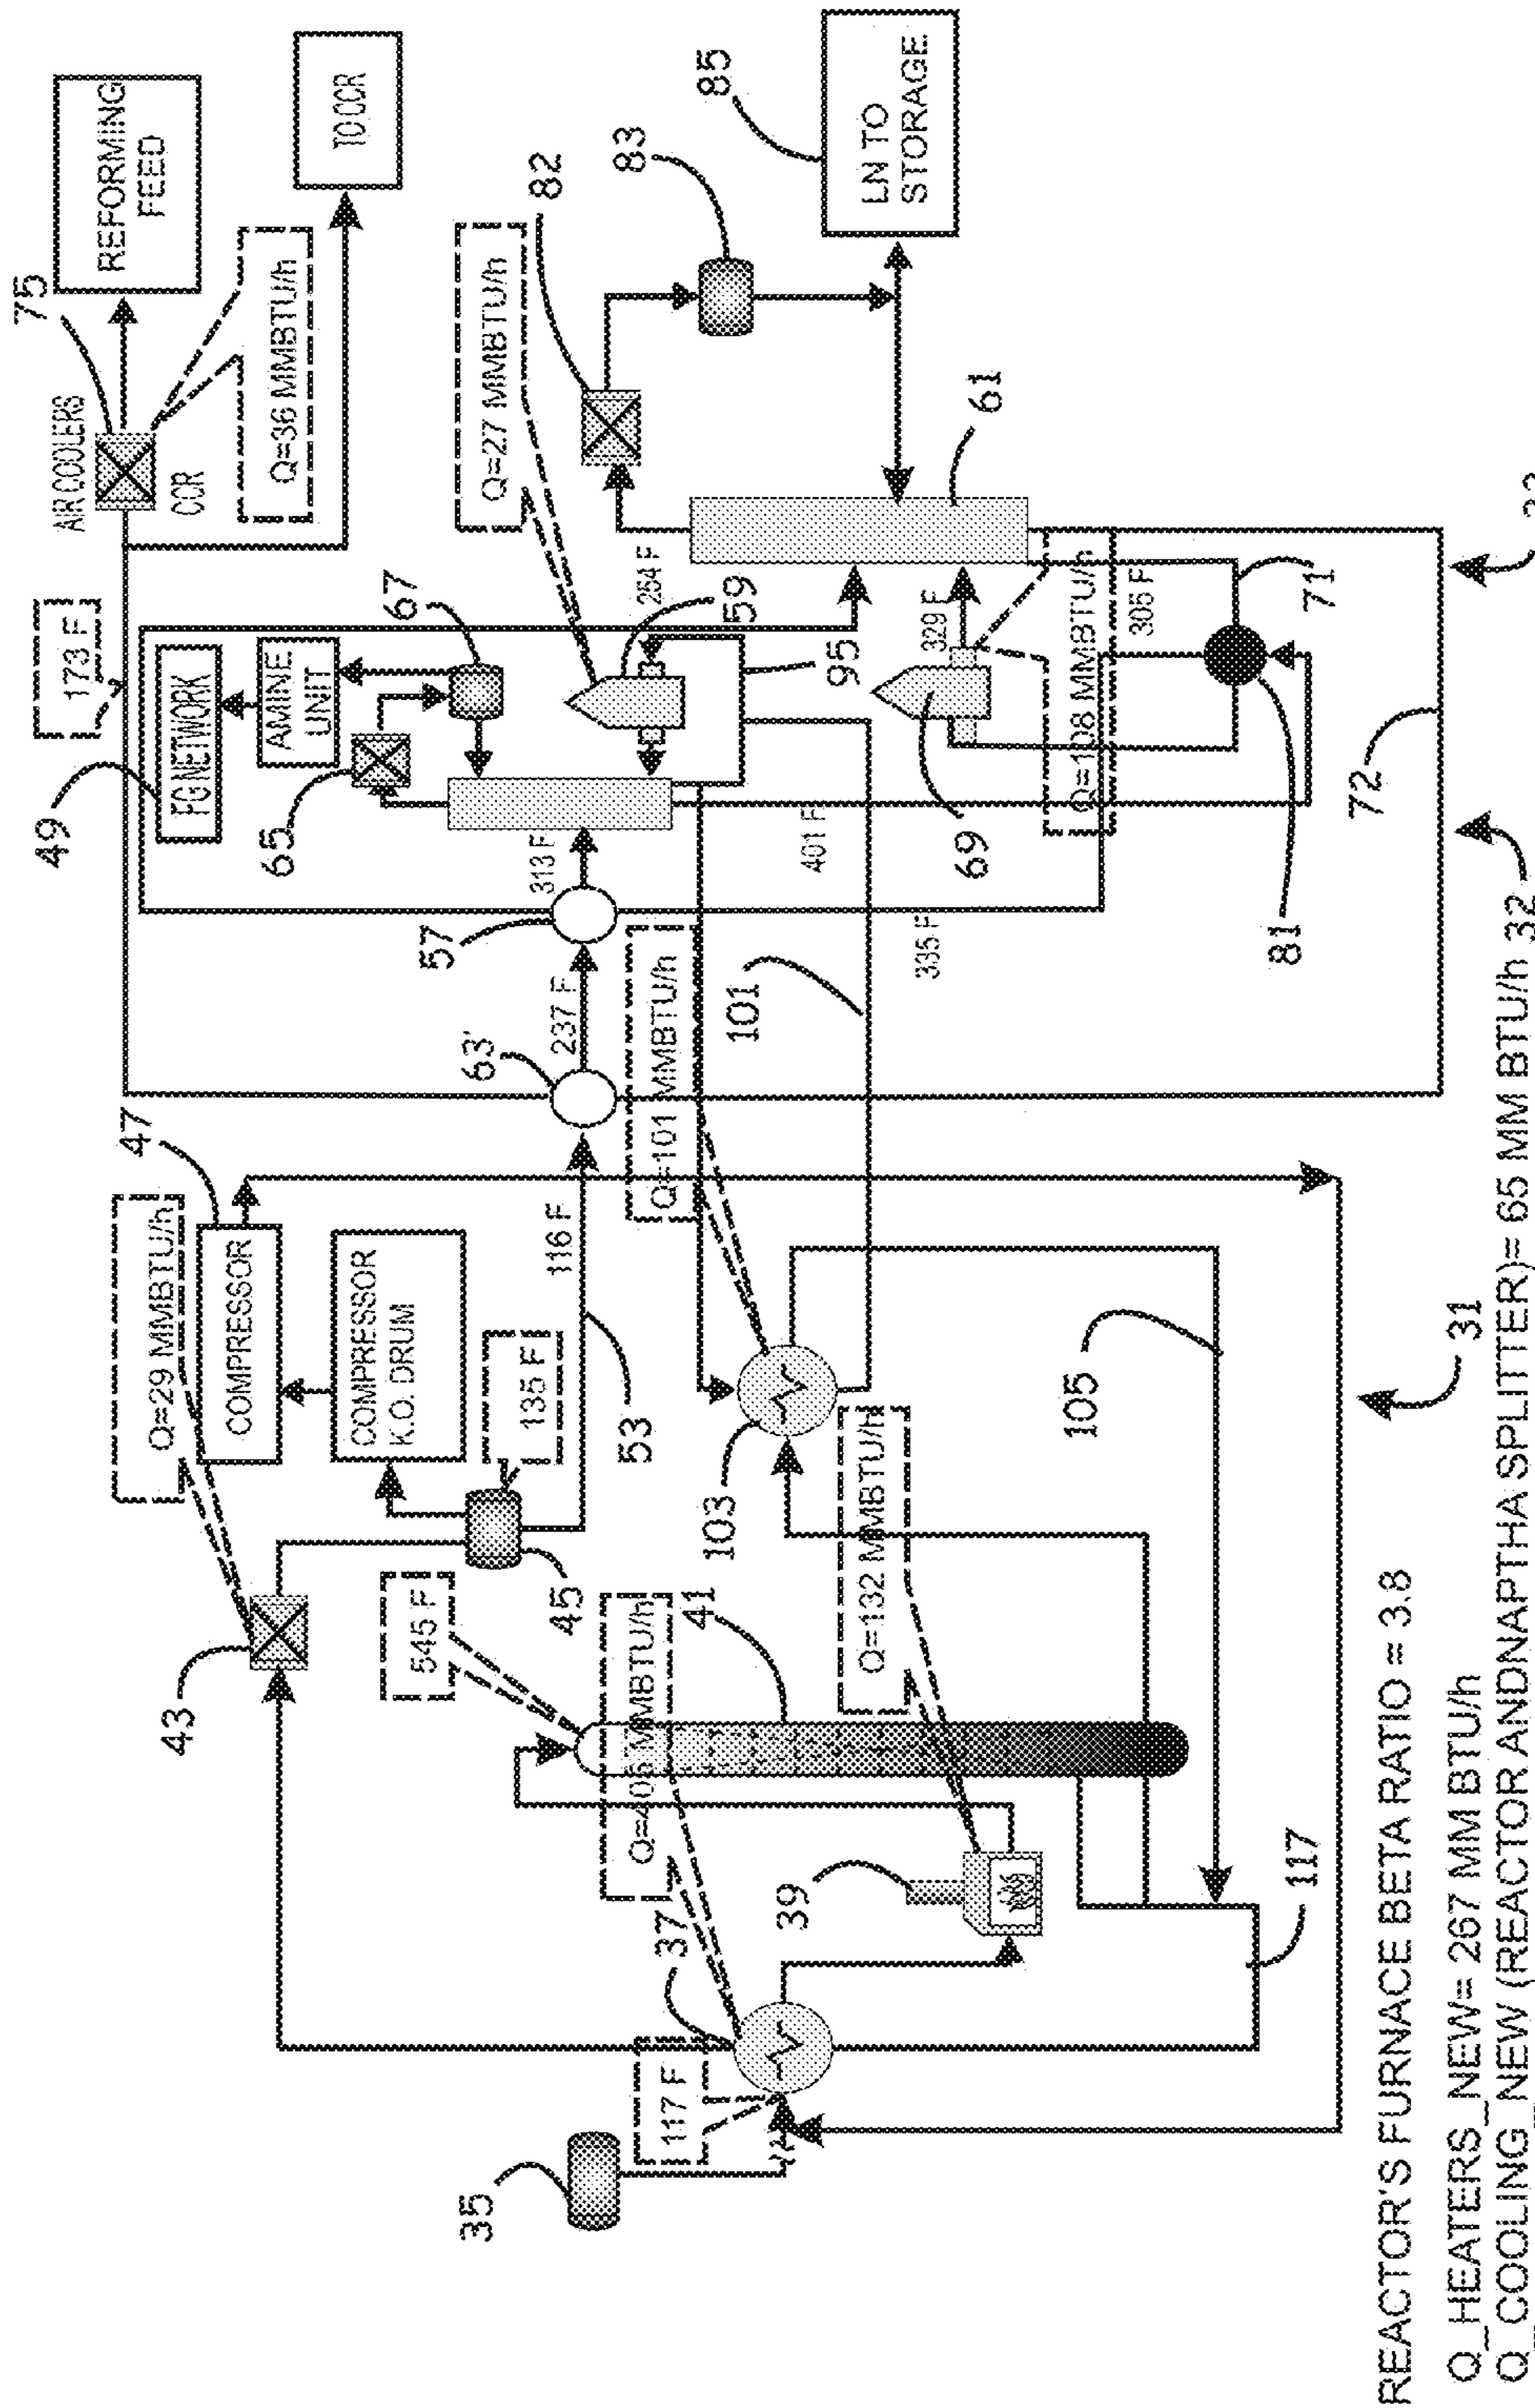 75
REFORMING
FEED
AIR COOLERS
CCR
TO CCR
Q=36 MMBTU/h
173 F
49
FG NETWORK
AMINE
UNIT
65
67
Q=27 MMBTU/h
82
83
85
LN TO
STORAGE
61
264 F
59
95
329 F
69
Q=108 MMBTU/h
305 F
71
81
72
401 F
335 F
313 F
57
237 F
63'
Q=101 MMBTU/h
101
47
Q=29 MMBTU/h
COMPRESSOR
COMPRESSOR
K.O. DRUM
135 F
116 F
53
43
45
545 F
103
105
Q=405 MMBTU/h
41
Q=132 MMBTU/h
39
37
117 F
35
117
31
32
REACTOR'S FURNACE BETA RATIO = 3.8
Q_HEATERS_NEW= 267 MM BTU/h
Q_COOLING_NEW (REACTOR ANDNAPTHA SPLITTER)= 65 MM BTU/h